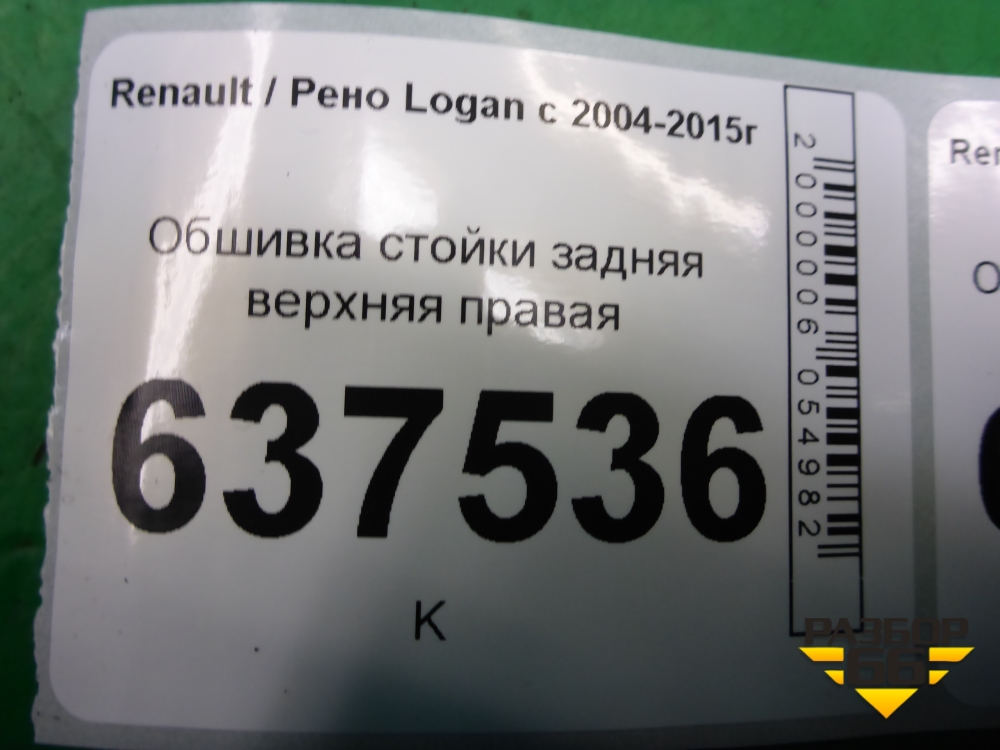 Renault / Рено Logan с 2004-2015г
Обшивка стойки задняя
верхняя правая
637536
К
2000006054982
РАЗБОР
66